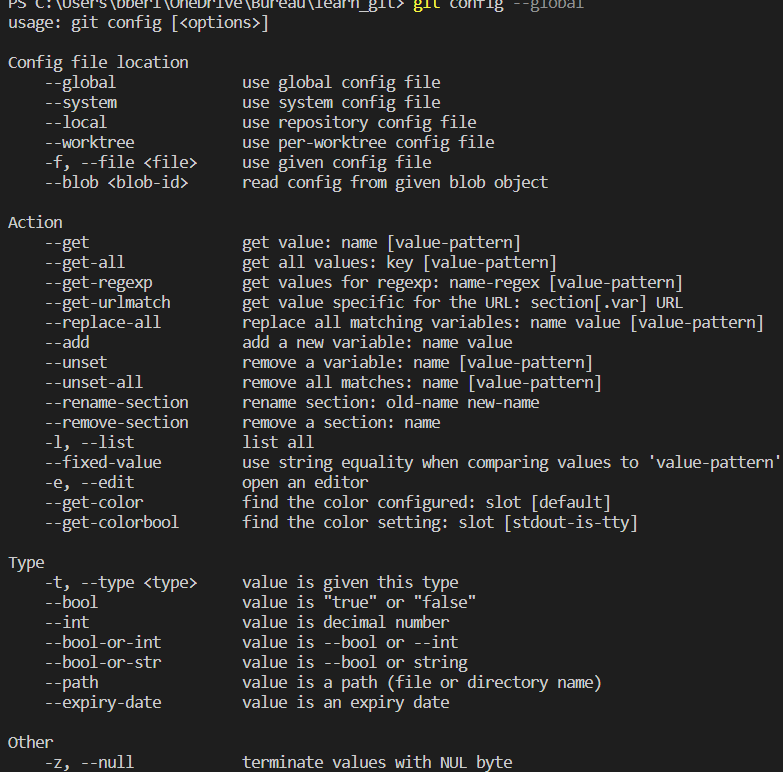 PS C:\Users\bberl\OneDrive\Bureau\learn_git> git config --global
usage: git config [<options>]

Config file location
    --global              use global config file
    --system              use system config file
    --local               use repository config file
    --worktree            use per-worktree config file
    -f, --file <file>     use given config file
    --blob <blob-id>      read config from given blob object

Action
    --get                 get value: name [value-pattern]
    --get-all             get all values: key [value-pattern]
    --get-regexp          get values for regexp: name-regex [value-pattern]
    --get-urlmatch        get value specific for the URL: section[.var] URL
    --replace-all         replace all matching variables: name value [value-pattern]
    --add                 add a new variable: name value
    --unset               remove a variable: name [value-pattern]
    --unset-all           remove all matches: name [value-pattern]
    --rename-section      rename section: old-name new-name
    --remove-section      remove a section: name
    -l, --list            list all
    --fixed-value         use string equality when comparing values to 'value-pattern'
    -e, --edit            open an editor
    --get-color           find the color configured: slot [default]
    --get-colorbool       find the color setting: slot [stdout-is-tty]

Type
    -t, --type <type>     value is given this type
    --bool                value is "true" or "false"
    --int                 value is decimal number
    --bool-or-int         value is --bool or --int
    --bool-or-str         value is --bool or string
    --path                value is a path (file or directory name)
    --expiry-date         value is an expiry date

Other
    -z, --null            terminate values with NUL byte